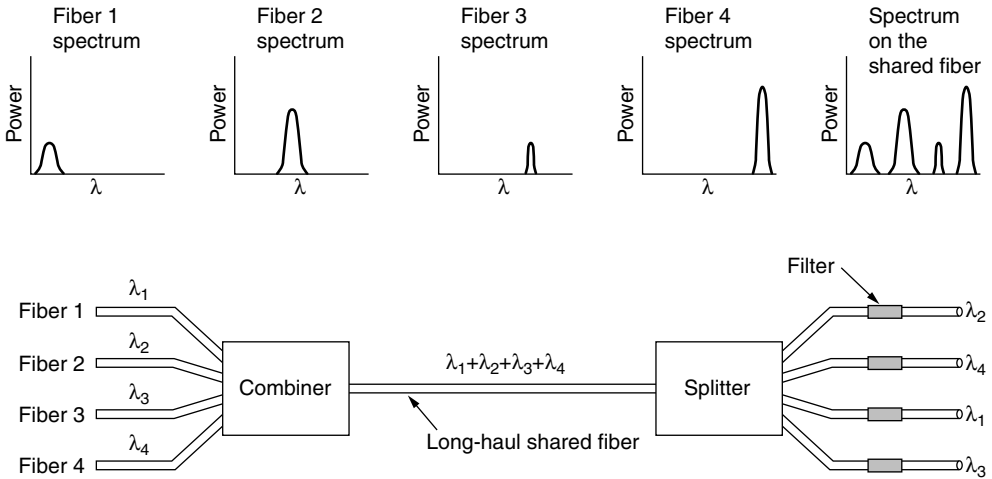 Fiber 1
spectrum
Power
λ
Fiber 2
spectrum
Power
λ
Fiber 3
spectrum
Power
λ
Fiber 4
spectrum
Power
λ
Spectrum
on the
shared fiber
Power
λ
Filter
Fiber 1
λ1
Fiber 2
λ2
Fiber 3
λ3
Fiber 4
λ4
Combiner
λ1+λ2+λ3+λ4
Long-haul shared fiber
Splitter
λ2
λ4
λ1
λ3